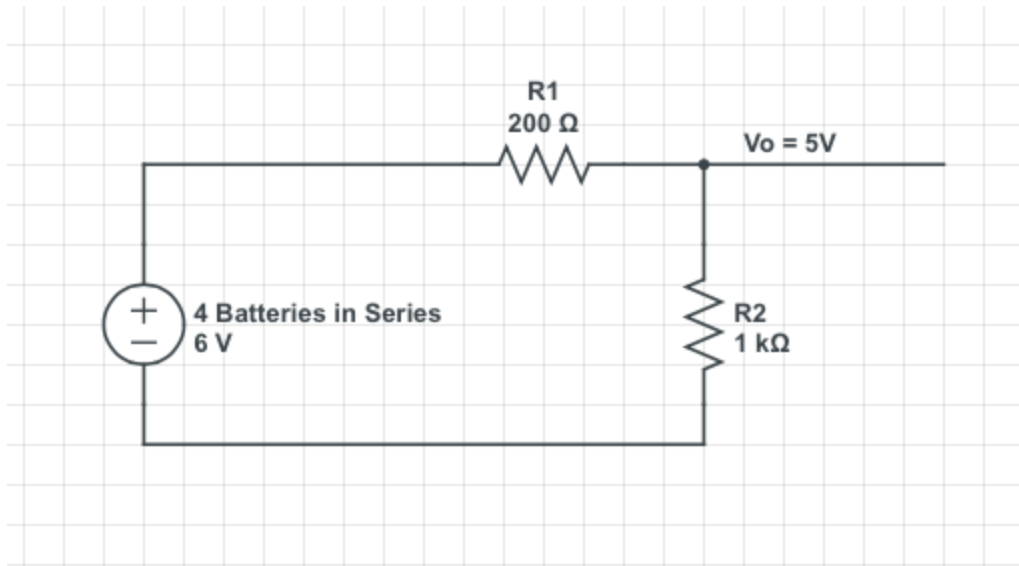 R1
200 Ω
Vo = 5V
4 Batteries in Series
6 V
R2
1 kΩ